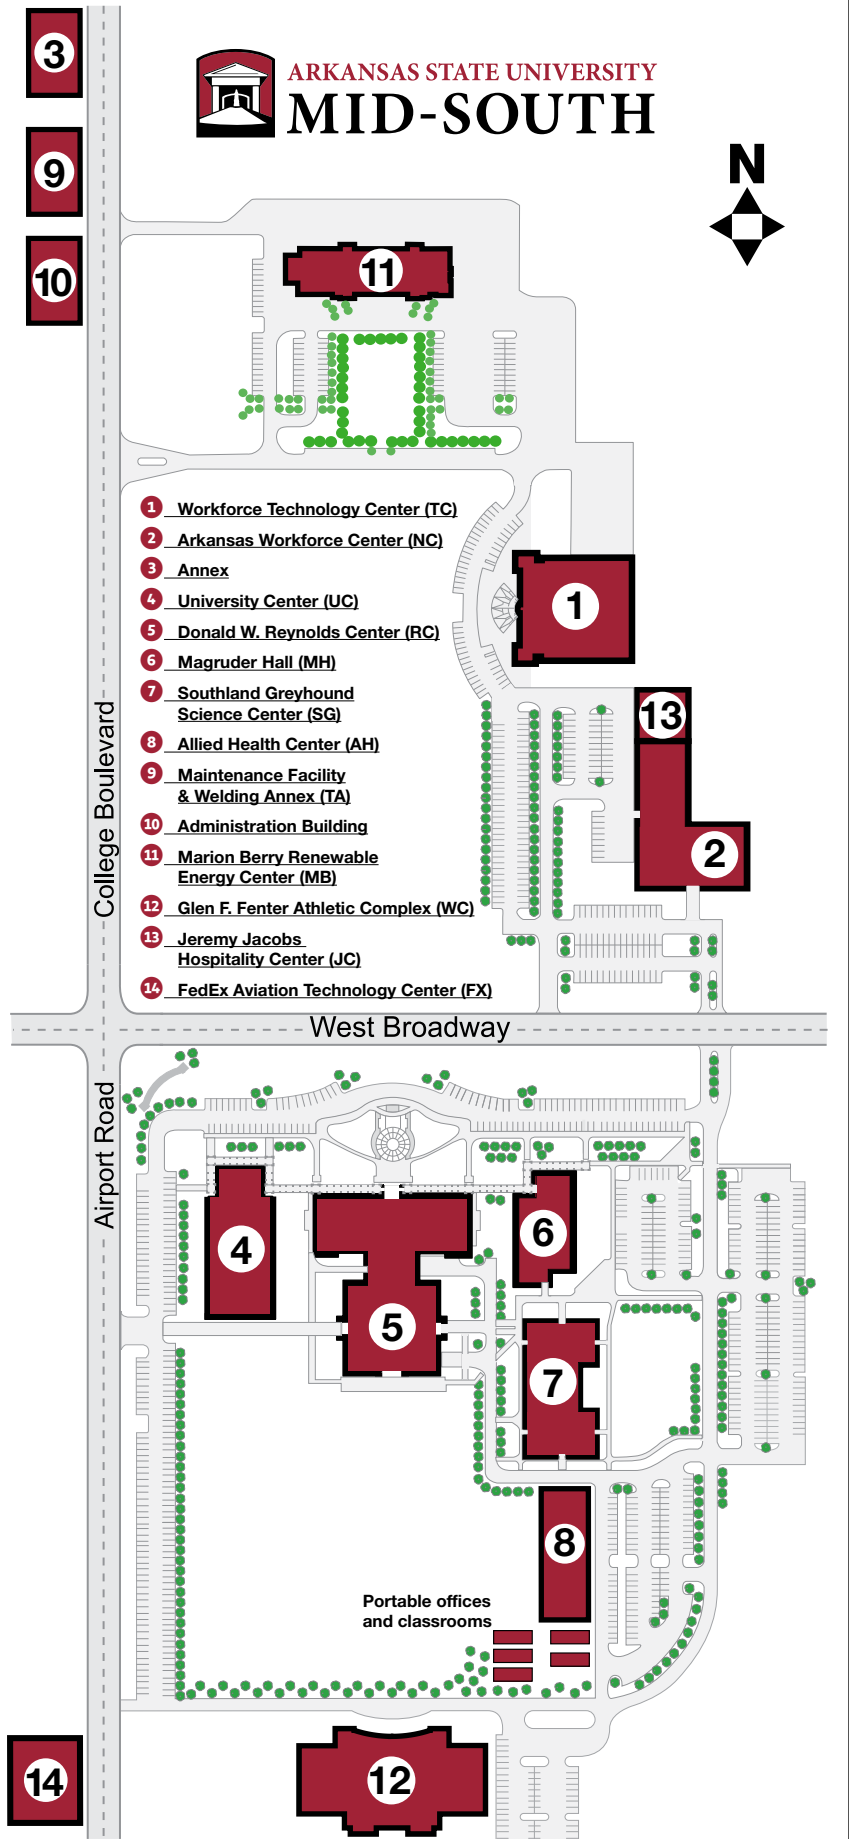 3
ARKANSAS STATE UNIVERSITY
MID-SOUTH
9
N
10
11
1 Workforce Technology Center (TC)
2 Arkansas Workforce Center (NC)
3 Annex
4 University Center (UC)
5 Donald W. Reynolds Center (RC)
6 Magruder Hall (MH)
7 Southland Greyhound
Science Center (SG)
8 Allied Health Center (AH)
9 Maintenance Facility
& Welding Annex (TA)
10 Administration Building
11 Marion Berry Renewable
Energy Center (MB)
12 Glen F. Fenter Athletic Complex (WC)
13 Jeremy Jacobs
Hospitality Center (JC)
14 FedEx Aviation Technology Center (FX)
1
13
2
College Boulevard
West Broadway
Airport Road
4
6
5
7
8
Portable offices
and classrooms
14
12